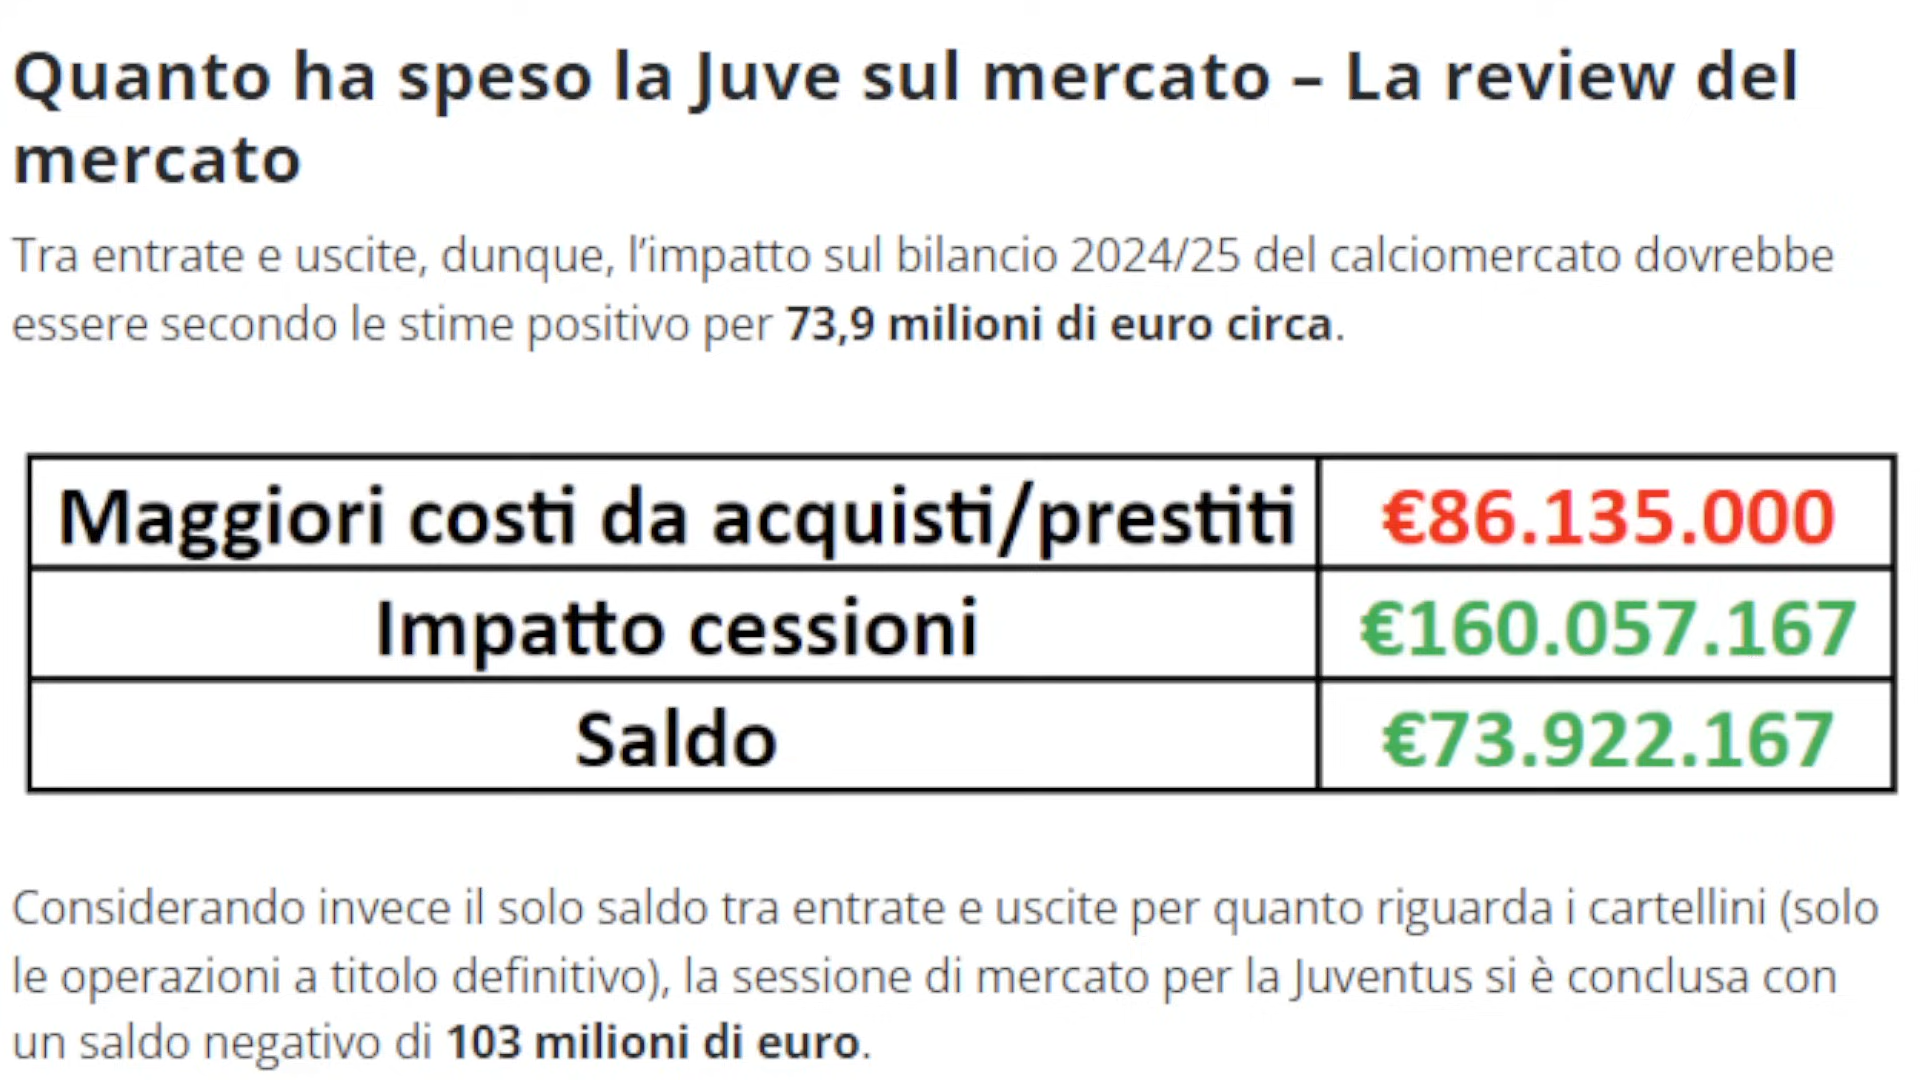 Quanto ha speso la Juve sul mercato – La review del
mercato
Tra entrate e uscite, dunque, l’impatto sul bilancio 2024/25 del calciomercato dovrebbe
essere secondo le stime positivo per 73,9 milioni di euro circa.
Maggiori costi da acquisti/prestiti €86.135.000
Impatto cessioni €160.057.167
Saldo €73.922.167
Considerando invece il solo saldo tra entrate e uscite per quanto riguarda i cartellini (solo
le operazioni a titolo definitivo), la sessione di mercato per la Juventus si è conclusa con
un saldo negativo di 103 milioni di euro.